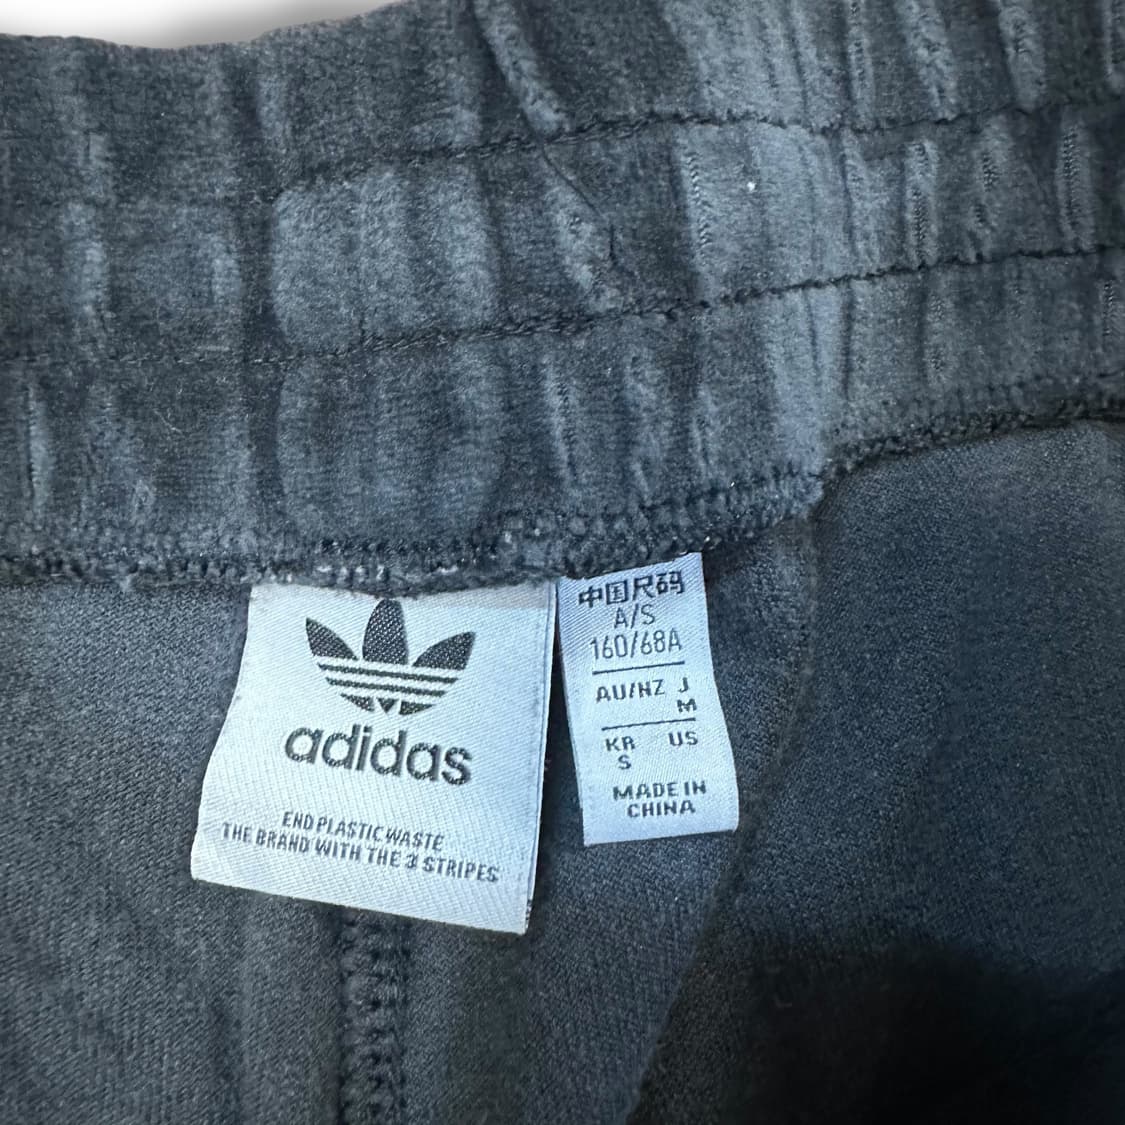 adidas
END PLASTIC WASTE
THE BRAND WITH THE 3 STRIPES
中国尺码
A/S
160/68A
AU/NZ J
M
KR US
S
MADE IN
CHINA